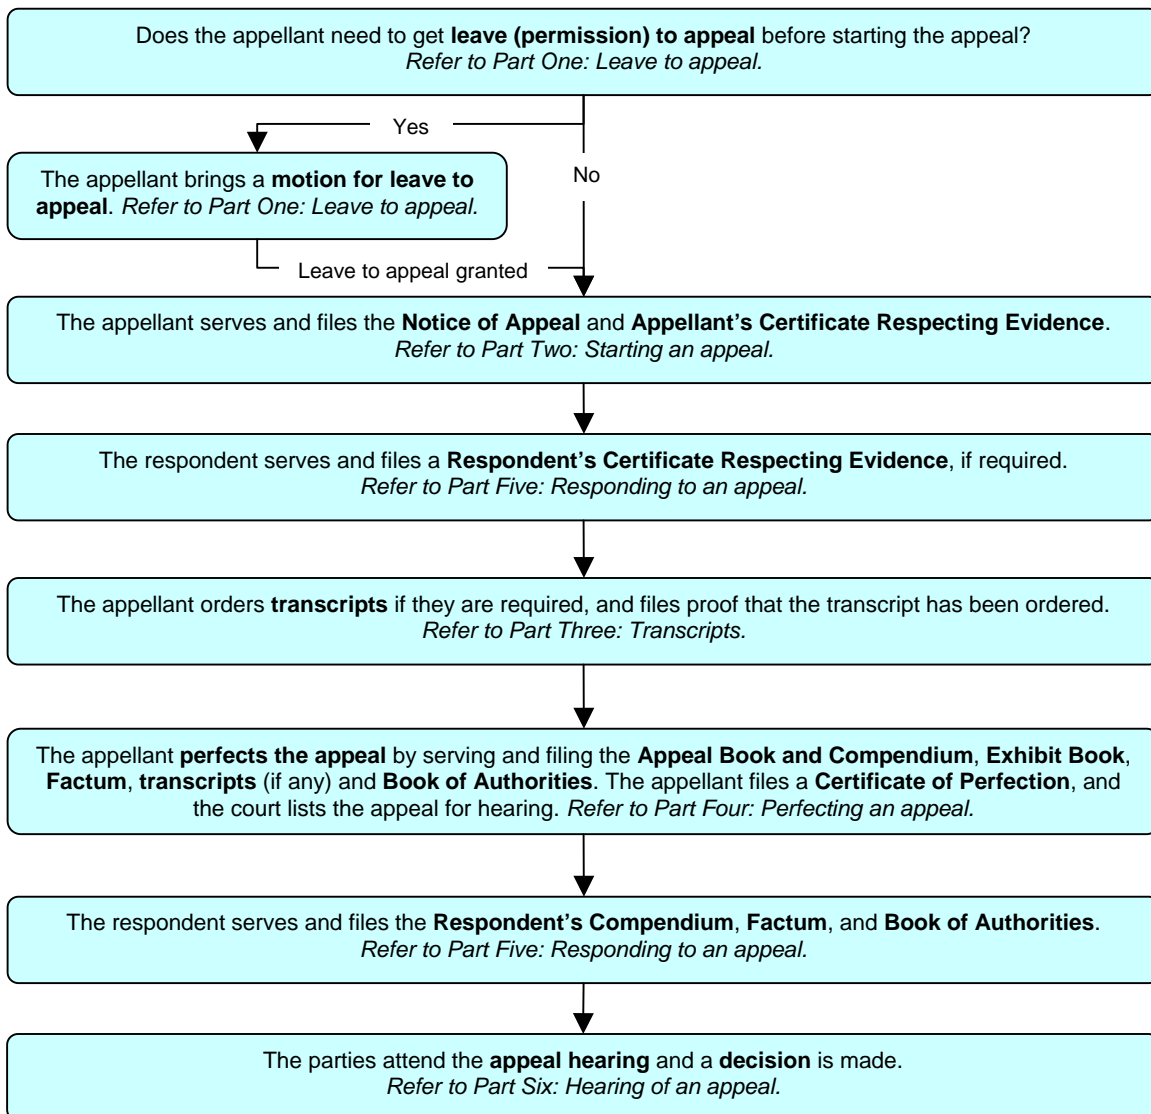 Does the appellant need to get leave (permission) to appeal before starting the appeal?
Refer to Part One: Leave to appeal.
Yes
No
The appellant brings a motion for leave to
appeal. Refer to Part One: Leave to appeal.
Leave to appeal granted
The appellant serves and files the Notice of Appeal and Appellant’s Certificate Respecting Evidence.
Refer to Part Two: Starting an appeal.
The respondent serves and files a Respondent’s Certificate Respecting Evidence, if required.
Refer to Part Five: Responding to an appeal.
The appellant orders transcripts if they are required, and files proof that the transcript has been ordered.
Refer to Part Three: Transcripts.
The appellant perfects the appeal by serving and filing the Appeal Book and Compendium, Exhibit Book,
Factum, transcripts (if any) and Book of Authorities. The appellant files a Certificate of Perfection, and
the court lists the appeal for hearing. Refer to Part Four: Perfecting an appeal.
The respondent serves and files the Respondent’s Compendium, Factum, and Book of Authorities.
Refer to Part Five: Responding to an appeal.
The parties attend the appeal hearing and a decision is made.
Refer to Part Six: Hearing of an appeal.